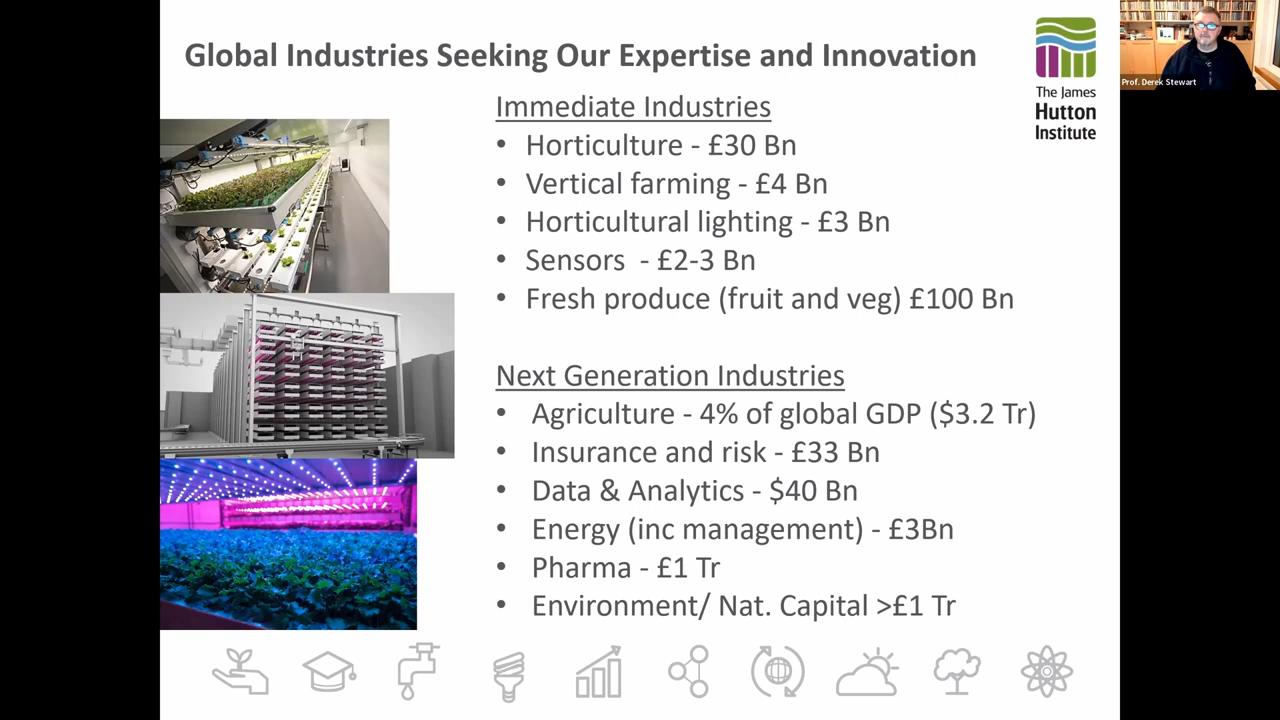 Global Industries Seeking Our Expertise and Innovation
The James
Hutton
Institute
Prof. Derek Stewart
Immediate Industries
• Horticulture - £30 Bn
• Vertical farming - £4 Bn
• Horticultural lighting - £3 Bn
• Sensors - £2-3 Bn
• Fresh produce (fruit and veg) £100 Bn
Next Generation Industries
• Agriculture - 4% of global GDP ($3.2 Tr)
• Insurance and risk - £33 Bn
• Data & Analytics - $40 Bn
• Energy (inc management) - £3Bn
• Pharma - £1 Tr
• Environment/ Nat. Capital >£1 Tr